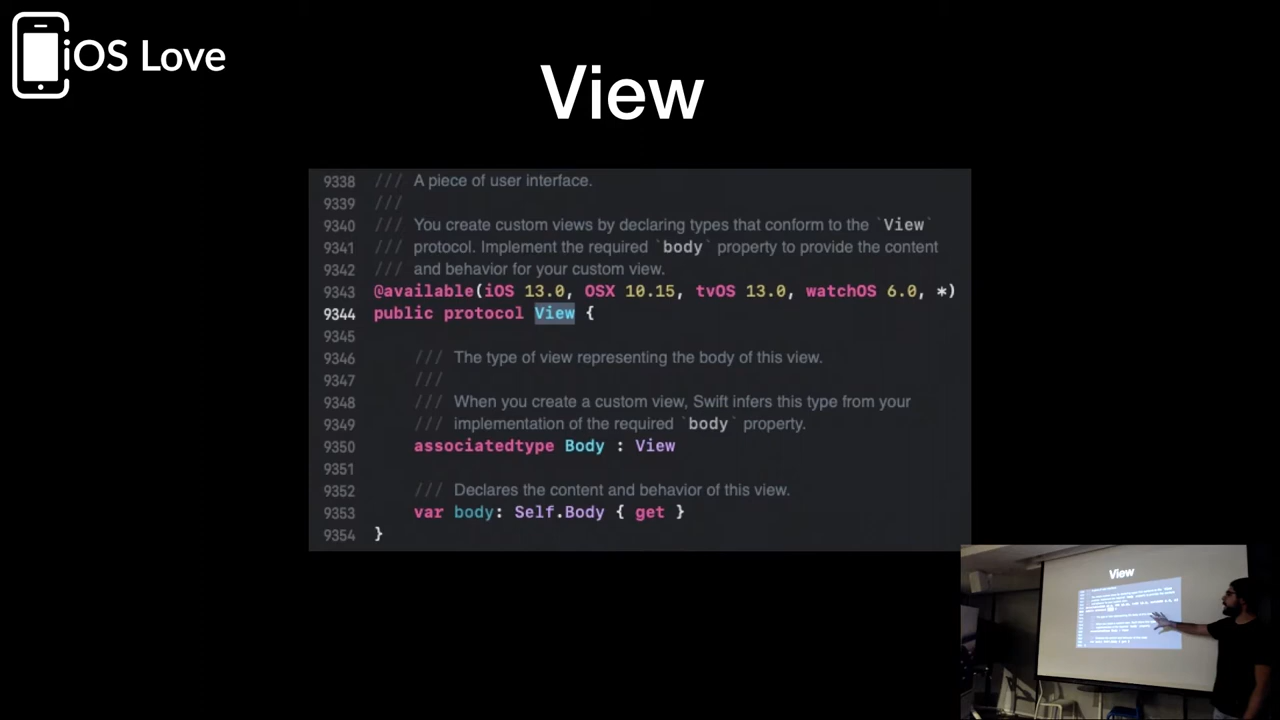 iOS Love
View
9338 /// A piece of user interface.
9339 ///
9340 /// You create custom views by declaring types that conform to the `View`
9341 /// protocol. Implement the required `body` property to provide the content
9342 /// and behavior for your custom view.
9343 @available(iOS 13.0, OSX 10.15, tvOS 13.0, watchOS 6.0, *)
9344 public protocol View {
9345
9346 /// The type of view representing the body of this view.
9347 ///
9348 /// When you create a custom view, Swift infers this type from your
9349 /// implementation of the required `body` property.
9350 associatedtype Body : View
9351
9352 /// Declares the content and behavior of this view.
9353 var body: Self.Body { get }
9354 }
View